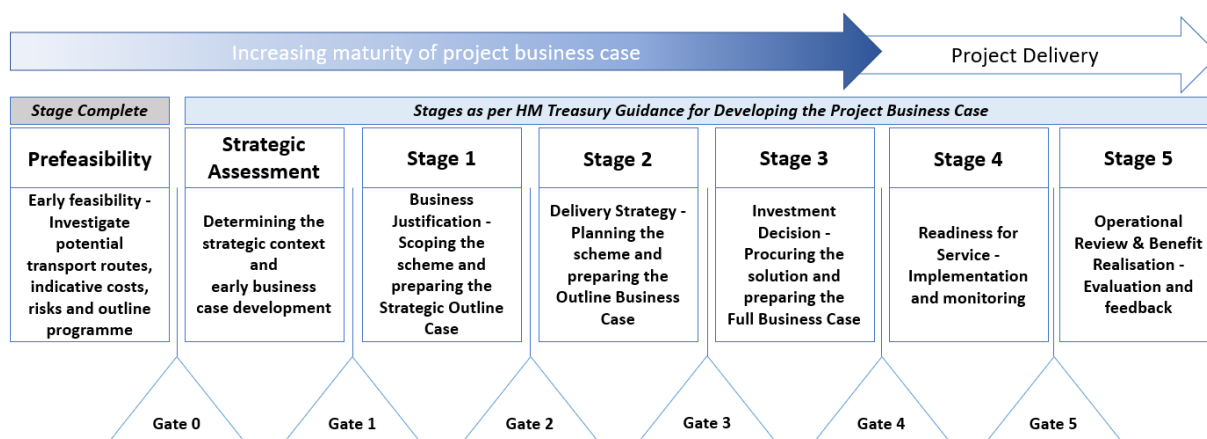 Increasing maturity of project business case
Project Delivery
Stage Complete
Stages as per HM Treasury Guidance for Developing the Project Business Case
Prefeasibility
Early feasibility -
Investigate
potential
transport routes,
indicative costs,
risks and outline
programme
Strategic
Assessment
Determining the
strategic context
and
early business
case development
Stage 1
Business
Justification -
Scoping the
scheme and
preparing the
Strategic Outline
Case
Stage 2
Delivery Strategy -
Planning the
scheme and
preparing the
Outline Business
Case
Stage 3
Investment
Decision -
Procuring the
solution and
preparing the
Full Business Case
Stage 4
Readiness for
Service -
Implementation
and monitoring
Stage 5
Operational
Review & Benefit
Realisation -
Evaluation and
feedback
Gate 0
Gate 1
Gate 2
Gate 3
Gate 4
Gate 5